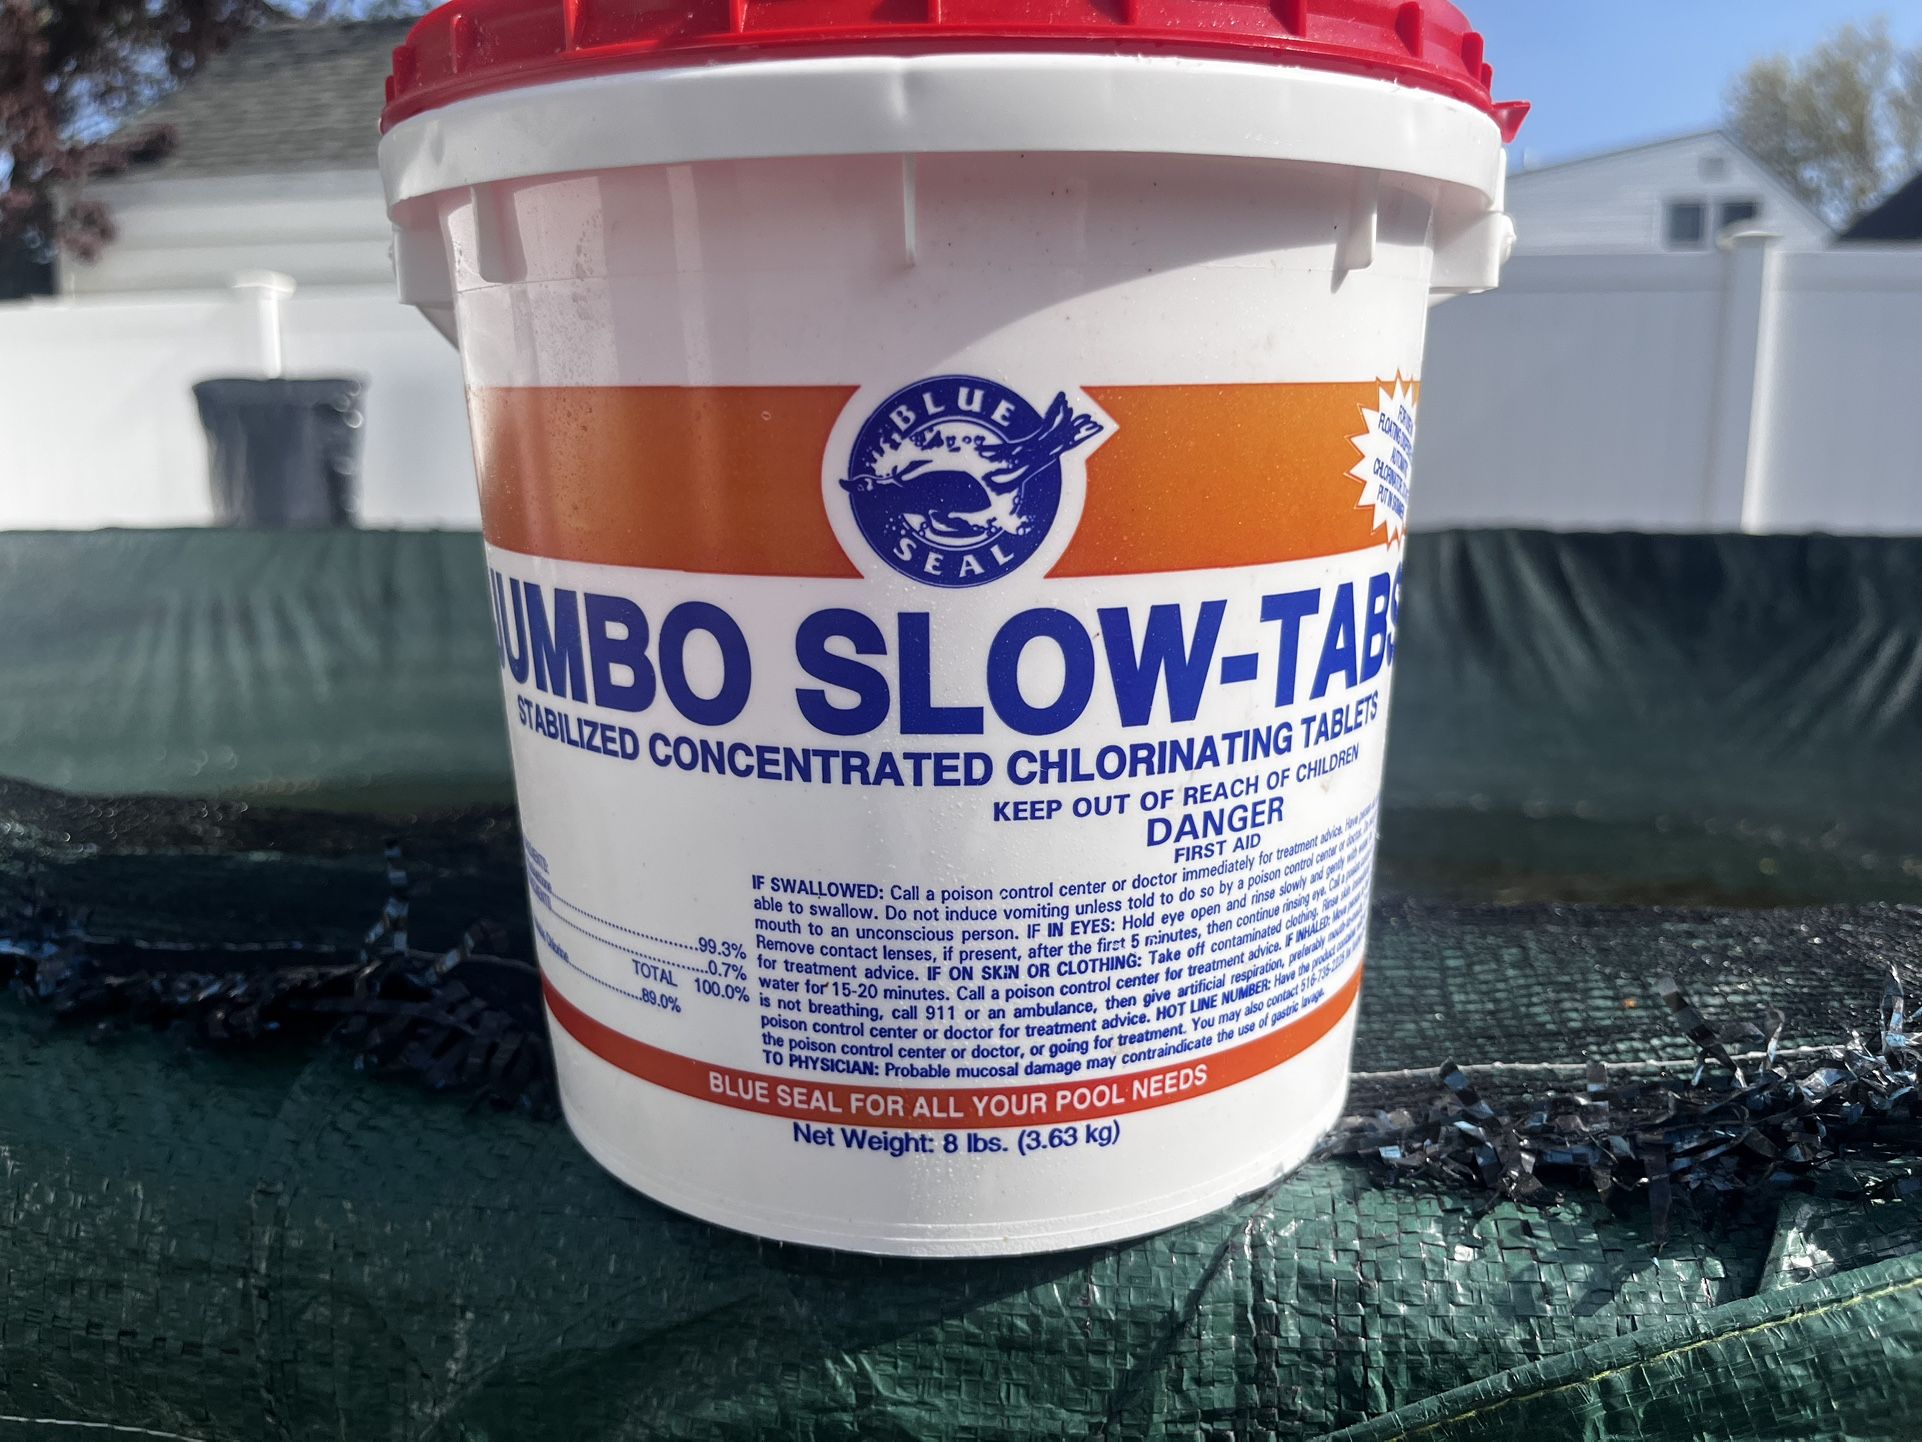 BLUE
SEAL
JUMBO SLOW-TABS
STABILIZED CONCENTRATED CHLORINATING TABLETS
KEEP OUT OF REACH OF CHILDREN
DANGER
FIRST AID
IF SWALLOWED: Call a poison control center or doctor immediately for treatment advice. Have
able to swallow. Do not induce vomiting unless told to do so by a poison control center or doctor.
mouth to an unconscious person. IF IN EYES: Hold eye open and rinse slowly and gently with
Remove contact lenses, if present, after the first 5 minutes, then continue rinsing eye. Call a
for treatment advice. IF ON SKIN OR CLOTHING: Take off contaminated clothing. Rinse skin
water for 15-20 minutes. Call a poison control center for treatment advice. IF INHALED: Move
is not breathing, call 911 or an ambulance, then give artificial respiration, preferably
poison control center or doctor for treatment advice. HOT LINE NUMBER: Have the product
the poison control center or doctor, or going for treatment. You may also contact
TO PHYSICIAN: Probable mucosal damage may contraindicate the use of gastric lavage.
99.3%
0.7%
TOTAL 100.0%
89.0%
BLUE SEAL FOR ALL YOUR POOL NEEDS
Net Weight: 8 lbs. (3.63 kg)